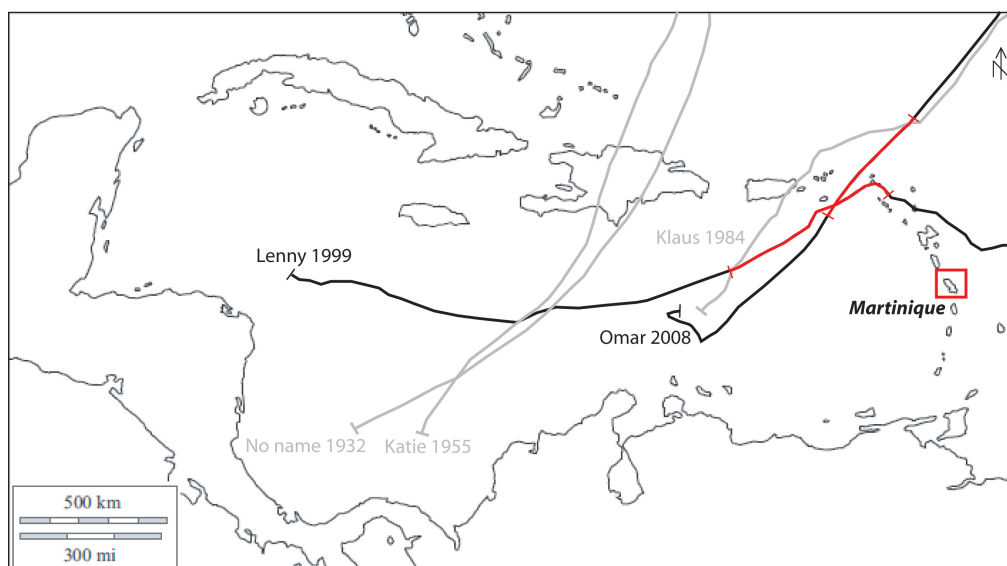 N
Klaus 1984
Lenny 1999
Martinique
Omar 2008
No name 1932
Katie 1955
500 km
300 mi